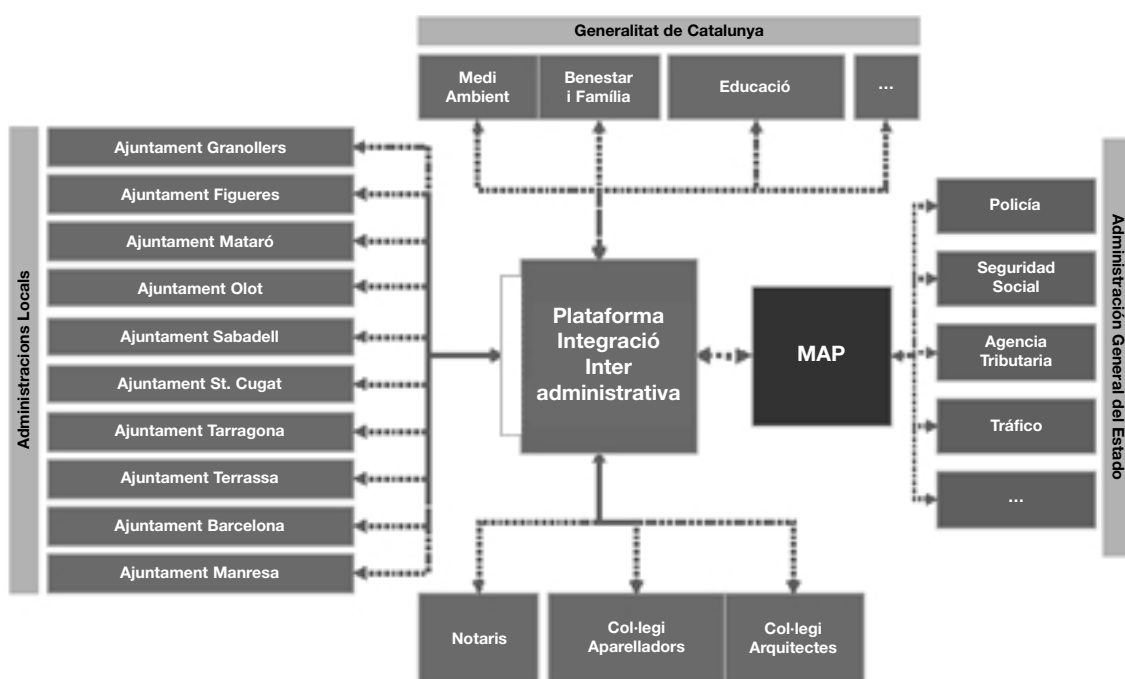 Generalitat de Catalunya
Medi
Ambient
Benestar
i Família
Educació
...
Administracions Locals
Ajuntament Granollers
Ajuntament Figueres
Ajuntament Mataró
Ajuntament Olot
Ajuntament Sabadell
Ajuntament St. Cugat
Ajuntament Tarragona
Ajuntament Terrassa
Ajuntament Barcelona
Ajuntament Manresa
Plataforma
Integració
Inter
administrativa
MAP
Policía
Seguridad
Social
Agencia
Tributaria
Tráfico
...
Administración General del Estado
Notaris
Col·legi
Aparelladors
Col·legi
Arquitectes